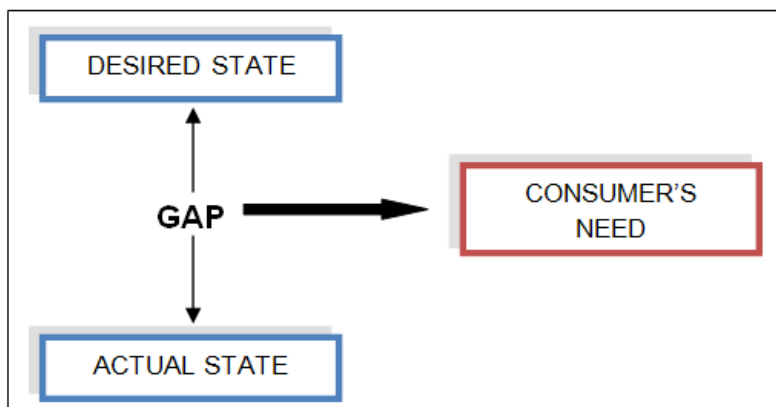 DESIRED STATE
GAP
CONSUMER’S
NEED
ACTUAL STATE